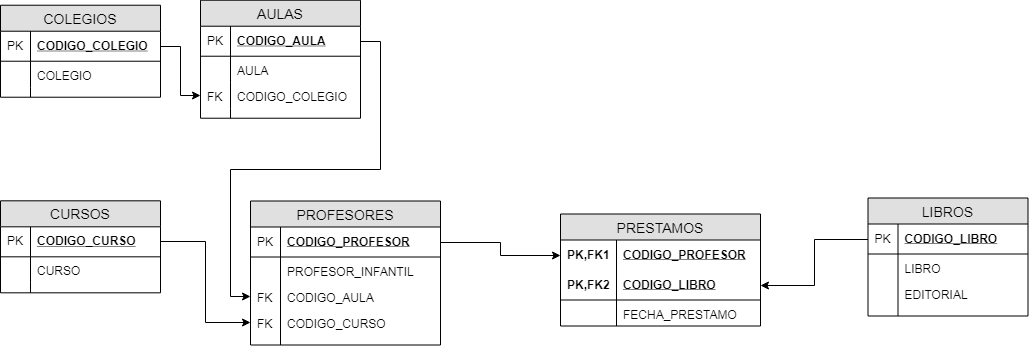 COLEGIOS
PK CODIGO_COLEGIO
COLEGIO
AULAS
PK CODIGO_AULA
AULA
FK CODIGO_COLEGIO
CURSOS
PK CODIGO_CURSO
CURSO
PROFESORES
PK CODIGO_PROFESOR
PROFESOR_INFANTIL
FK CODIGO_AULA
FK CODIGO_CURSO
PRESTAMOS
PK,FK1 CODIGO_PROFESOR
PK,FK2 CODIGO_LIBRO
FECHA_PRESTAMO
LIBROS
PK CODIGO_LIBRO
LIBRO
EDITORIAL